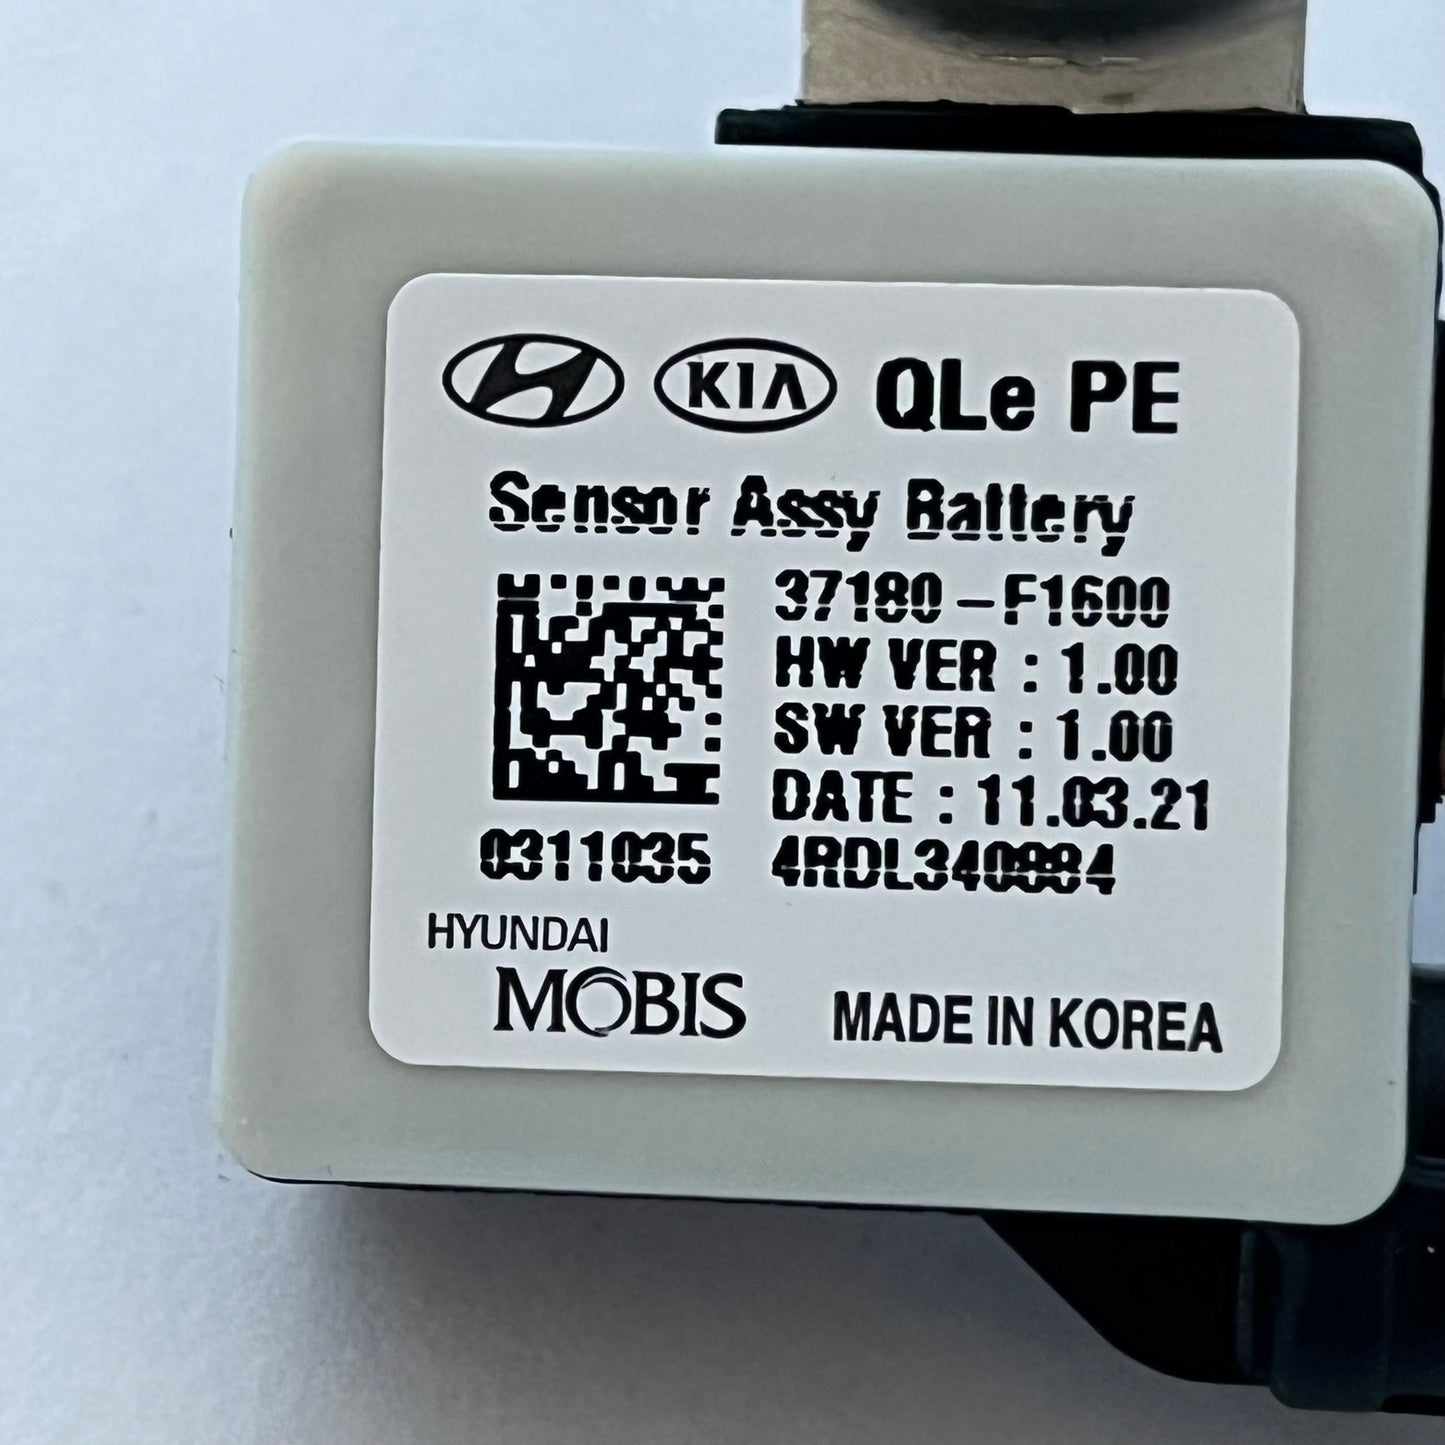 KIA QLe PE
Sensor Assy Battery
37180-F1600
HW VER : 1.00
SW VER : 1.00
DATE : 11.03.21
0311035
HYUNDAI
MOBIS
MADE IN KOREA